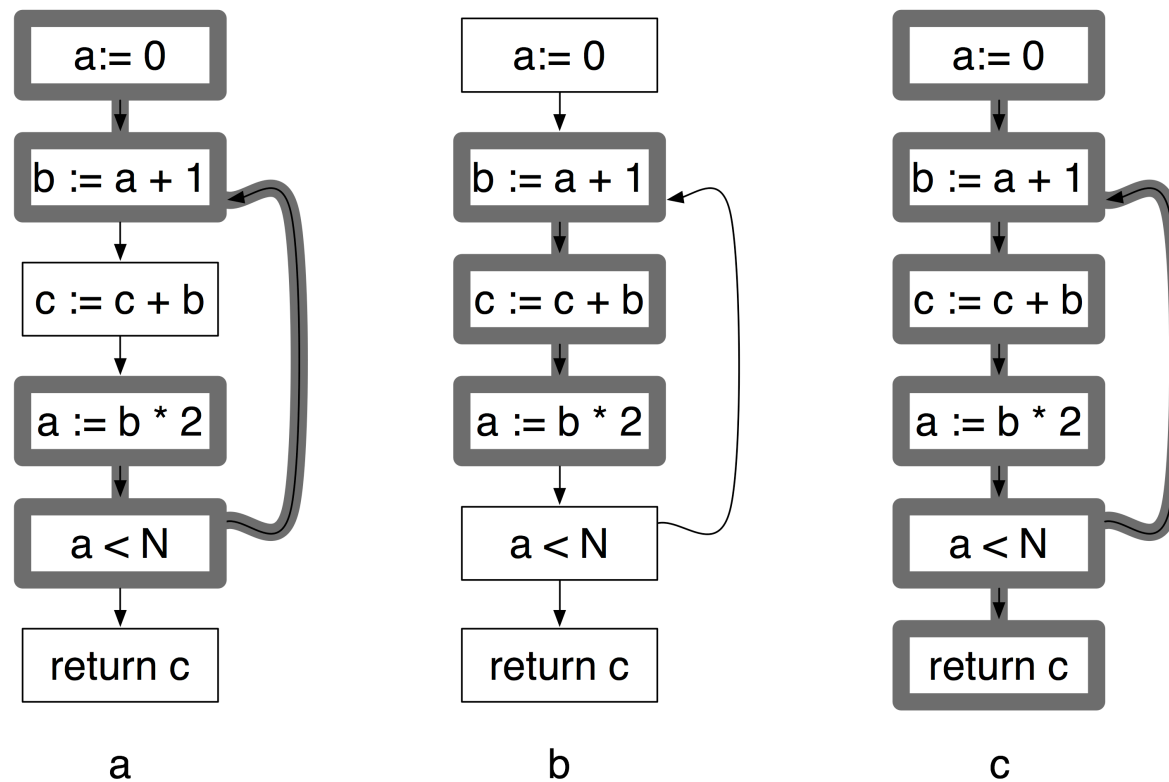 a:= 0
b := a + 1
c := c + b
a := b * 2
a < N
return c
a
a:= 0
b := a + 1
c := c + b
a := b * 2
a < N
return c
b
a:= 0
b := a + 1
c := c + b
a := b * 2
a < N
return c
c